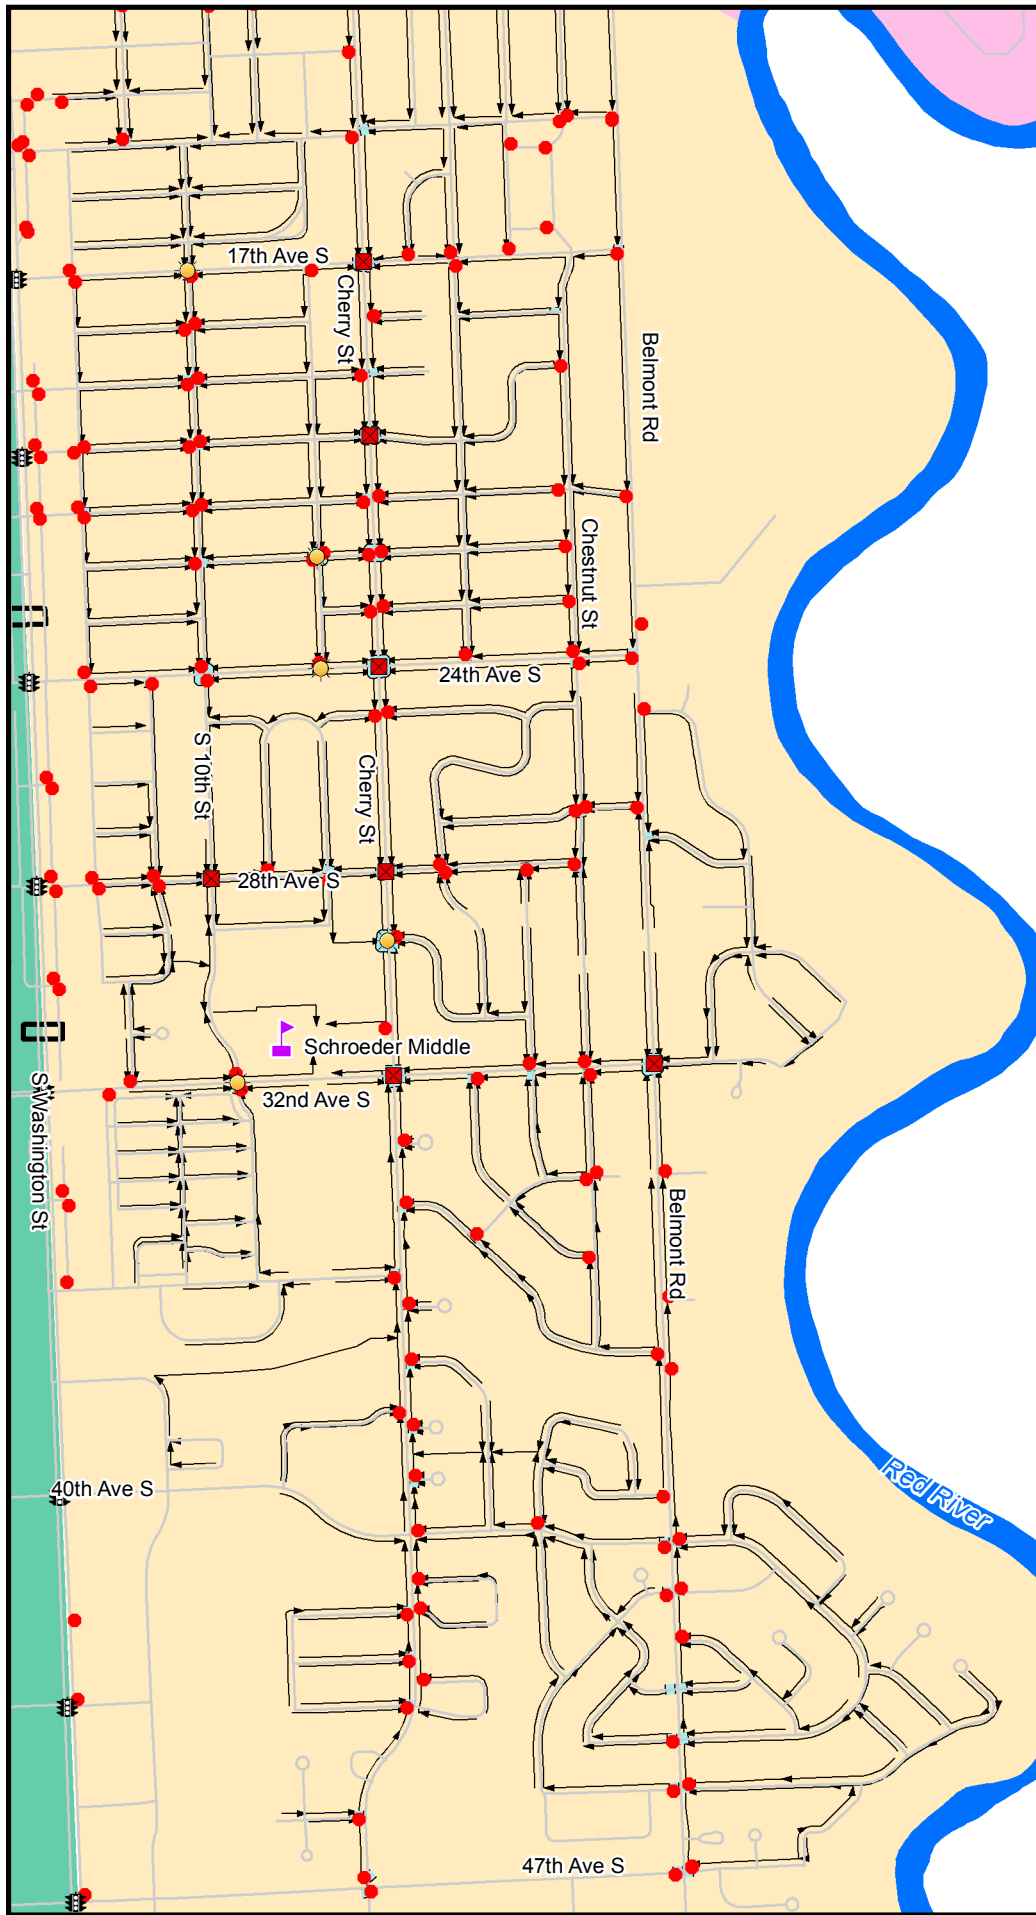 17th Ave S
Cherry St
Belmont Rd
Chestnut St
24th Ave S
S 10th St
Cherry St
28th Ave S
Schroeder Middle
32nd Ave S
S Washington St
Belmont Rd
40th Ave S
Red River
47th Ave S